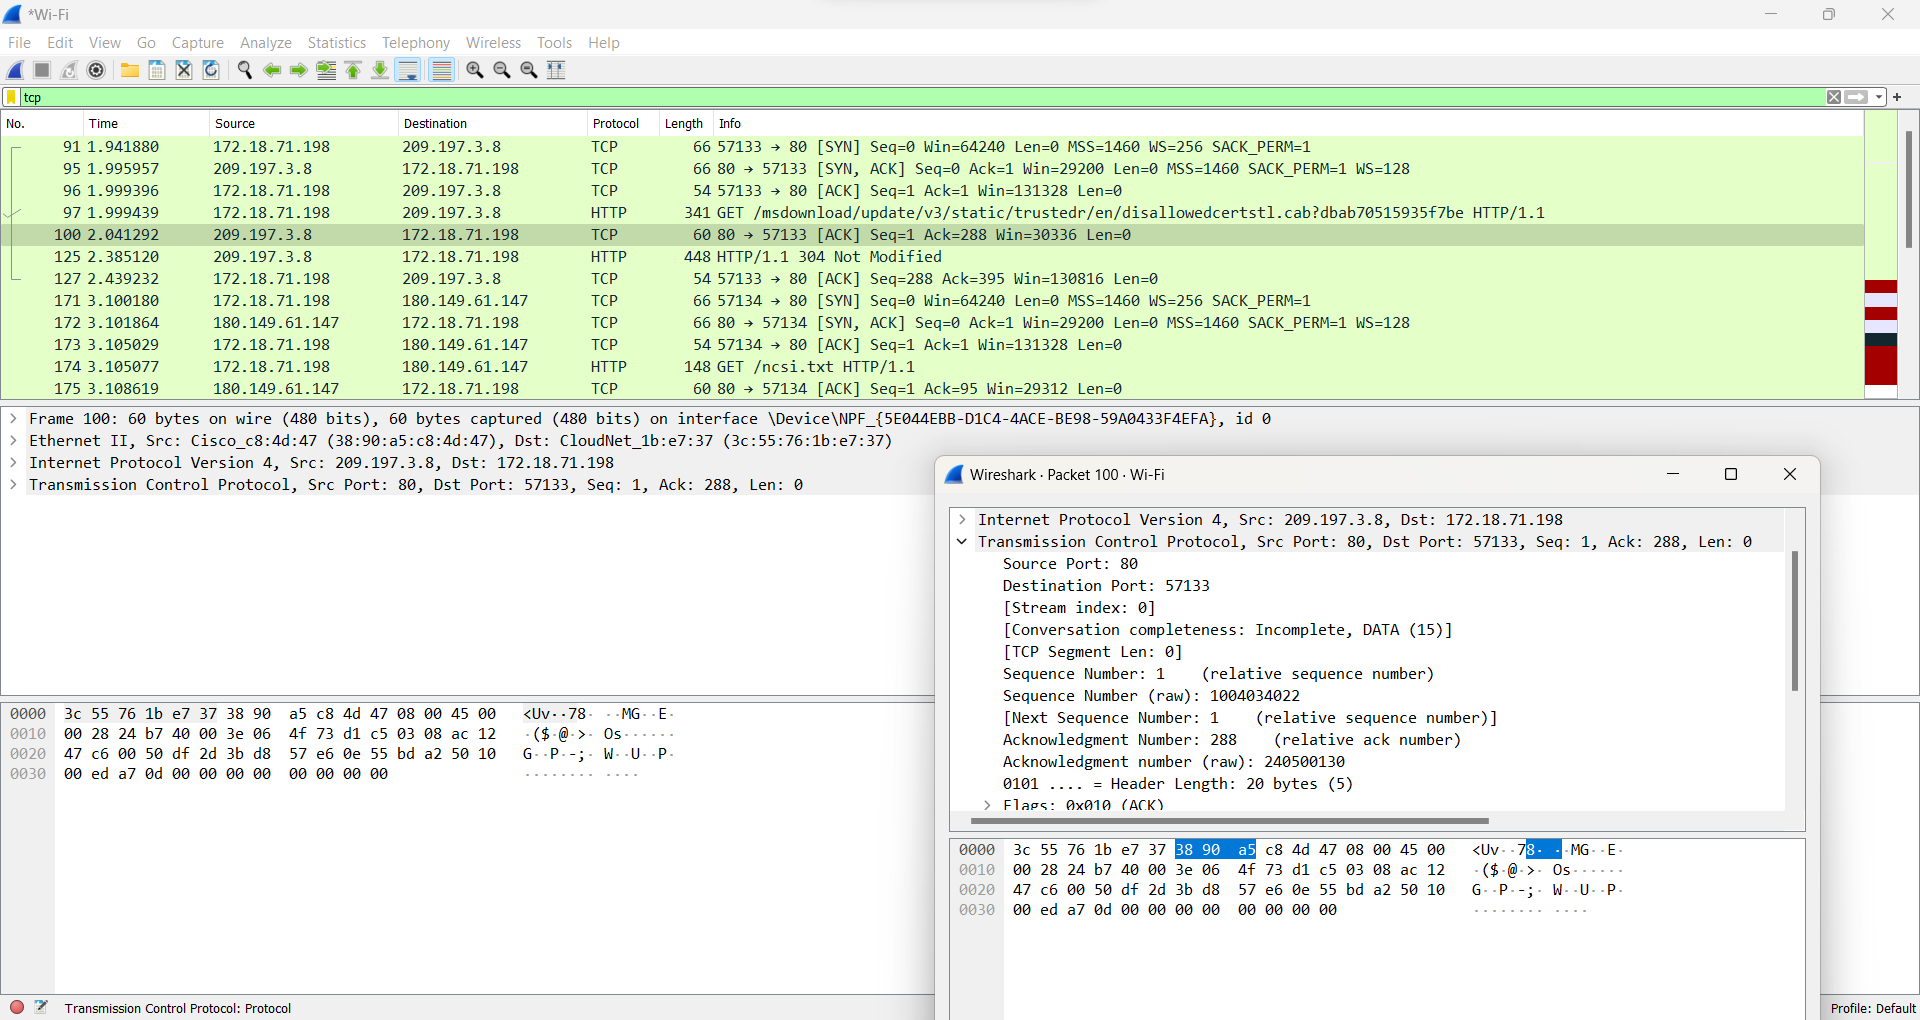 *Wi-Fi
File Edit View Go Capture Analyze Statistics Telephony Wireless Tools Help
tcp
No. Time Source Destination Protocol Length Info
91 1.941880 172.18.71.198 209.197.3.8 TCP 66 57133 → 80 [SYN] Seq=0 Win=64240 Len=0 MSS=1460 WS=256 SACK_PERM=1
95 1.995957 209.197.3.8 172.18.71.198 TCP 66 80 → 57133 [SYN, ACK] Seq=0 Ack=1 Win=29200 Len=0 MSS=1460 SACK_PERM=1 WS=128
96 1.999396 172.18.71.198 209.197.3.8 TCP 54 57133 → 80 [ACK] Seq=1 Ack=1 Win=131328 Len=0
97 1.999439 172.18.71.198 209.197.3.8 HTTP 341 GET /msdownload/update/v3/static/trustedr/en/disallowedcertstl.cab?dbab70515935f7be HTTP/1.1
100 2.041292 209.197.3.8 172.18.71.198 TCP 60 80 → 57133 [ACK] Seq=1 Ack=288 Win=30336 Len=0
125 2.385120 209.197.3.8 172.18.71.198 HTTP 448 HTTP/1.1 304 Not Modified
127 2.439232 172.18.71.198 209.197.3.8 TCP 54 57133 → 80 [ACK] Seq=288 Ack=395 Win=130816 Len=0
171 3.100180 172.18.71.198 180.149.61.147 TCP 66 57134 → 80 [SYN] Seq=0 Win=64240 Len=0 MSS=1460 WS=256 SACK_PERM=1
172 3.101864 180.149.61.147 172.18.71.198 TCP 66 80 → 57134 [SYN, ACK] Seq=0 Ack=1 Win=29200 Len=0 MSS=1460 SACK_PERM=1 WS=128
173 3.105029 172.18.71.198 180.149.61.147 TCP 54 57134 → 80 [ACK] Seq=1 Ack=1 Win=131328 Len=0
174 3.105077 172.18.71.198 180.149.61.147 HTTP 148 GET /ncsi.txt HTTP/1.1
175 3.108619 180.149.61.147 172.18.71.198 TCP 60 80 → 57134 [ACK] Seq=1 Ack=95 Win=29312 Len=0
Frame 100: 60 bytes on wire (480 bits), 60 bytes captured (480 bits) on interface \Device\NPF_{5E044EBB-D1C4-4ACE-BE98-59A0433F4EFA}, id 0
Ethernet II, Src: Cisco_c8:4d:47 (38:90:a5:c8:4d:47), Dst: CloudNet_1b:e7:37 (3c:55:76:1b:e7:37)
Internet Protocol Version 4, Src: 209.197.3.8, Dst: 172.18.71.198
Transmission Control Protocol, Src Port: 80, Dst Port: 57133, Seq: 1, Ack: 288, Len: 0
0000 3c 55 76 1b e7 37 38 90 a5 c8 4d 47 08 00 45 00 <Uv··78· ··MG··E·
0010 00 28 24 b7 40 00 3e 06 4f 73 d1 c5 03 08 ac 12 ·($·@·>· Os······
0020 47 c6 00 50 df 2d 3b d8 57 e6 0e 55 bd a2 50 10 G··P·-;· W··U··P·
0030 00 ed a7 0d 00 00 00 00 00 00 00 00 ········ ····
Wireshark · Packet 100 · Wi-Fi
Internet Protocol Version 4, Src: 209.197.3.8, Dst: 172.18.71.198
Transmission Control Protocol, Src Port: 80, Dst Port: 57133, Seq: 1, Ack: 288, Len: 0
Source Port: 80
Destination Port: 57133
[Stream index: 0]
[Conversation completeness: Incomplete, DATA (15)]
[TCP Segment Len: 0]
Sequence Number: 1 (relative sequence number)
Sequence Number (raw): 1004034022
[Next Sequence Number: 1 (relative sequence number)]
Acknowledgment Number: 288 (relative ack number)
Acknowledgment number (raw): 240500130
0101 .... = Header Length: 20 bytes (5)
Flags: 0x010 (ACK)
0000 3c 55 76 1b e7 37 38 90 a5 c8 4d 47 08 00 45 00 <Uv··78· ··MG··E·
0010 00 28 24 b7 40 00 3e 06 4f 73 d1 c5 03 08 ac 12 ·($·@·>· Os······
0020 47 c6 00 50 df 2d 3b d8 57 e6 0e 55 bd a2 50 10 G··P·-;· W··U··P·
0030 00 ed a7 0d 00 00 00 00 00 00 00 00 ········ ····
Transmission Control Protocol: Protocol
Profile: Default